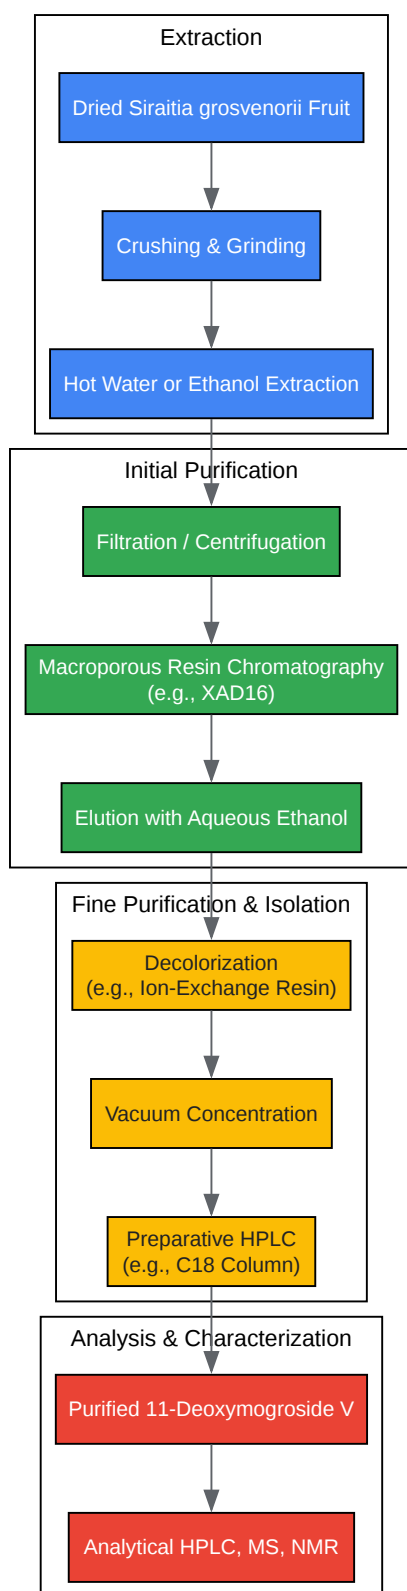 Extraction
Dried Siraitia grosvenorii Fruit
Crushing & Grinding
Hot Water or Ethanol Extraction
Initial Purification
Filtration / Centrifugation
Macroporous Resin Chromatography
(e.g., XAD16)
Elution with Aqueous Ethanol
Fine Purification & Isolation
Decolorization
(e.g., Ion-Exchange Resin)
Vacuum Concentration
Preparative HPLC
(e.g., C18 Column)
Analysis & Characterization
Purified 11-Deoxymogroside V
Analytical HPLC, MS, NMR